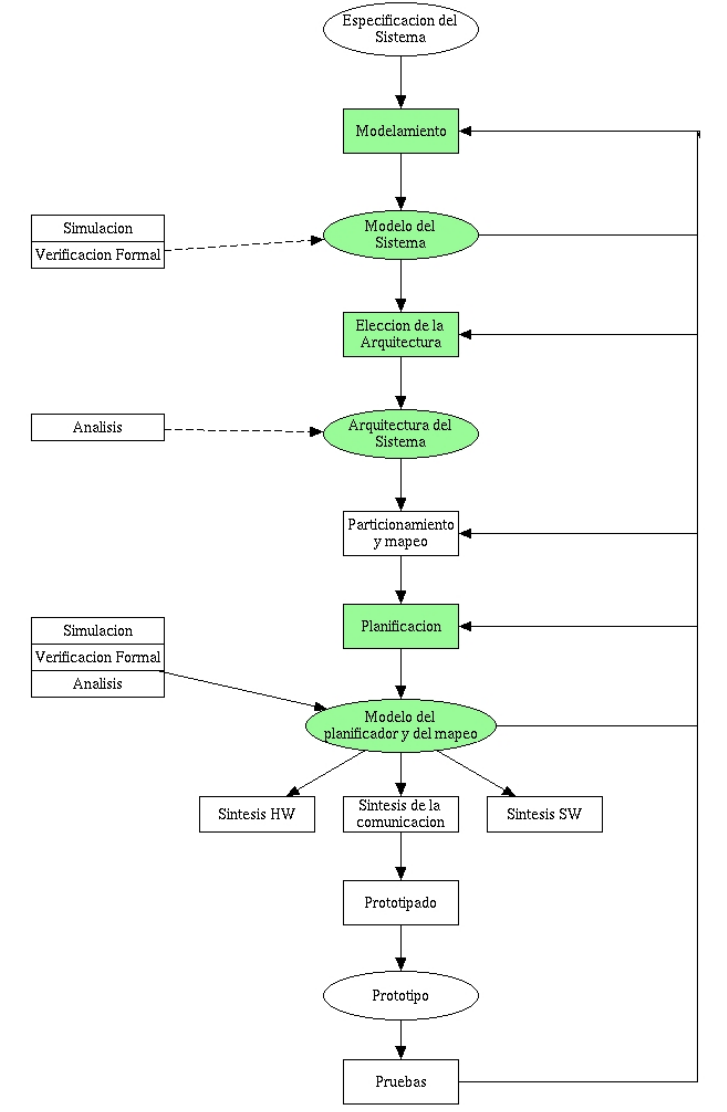 Especificacion del
Sistema
Modelamiento
Simulacion
Verificacion Formal
Modelo del
Sistema
Eleccion de la
Arquitectura
Analisis
Arquitectura del
Sistema
Particionamiento
y mapeo
Simulacion
Verificacion Formal
Analisis
Planificacion
Modelo del
planificador y del mapeo
Sintesis HW
Sintesis de la
comunicacion
Sintesis SW
Prototipado
Prototipo
Pruebas